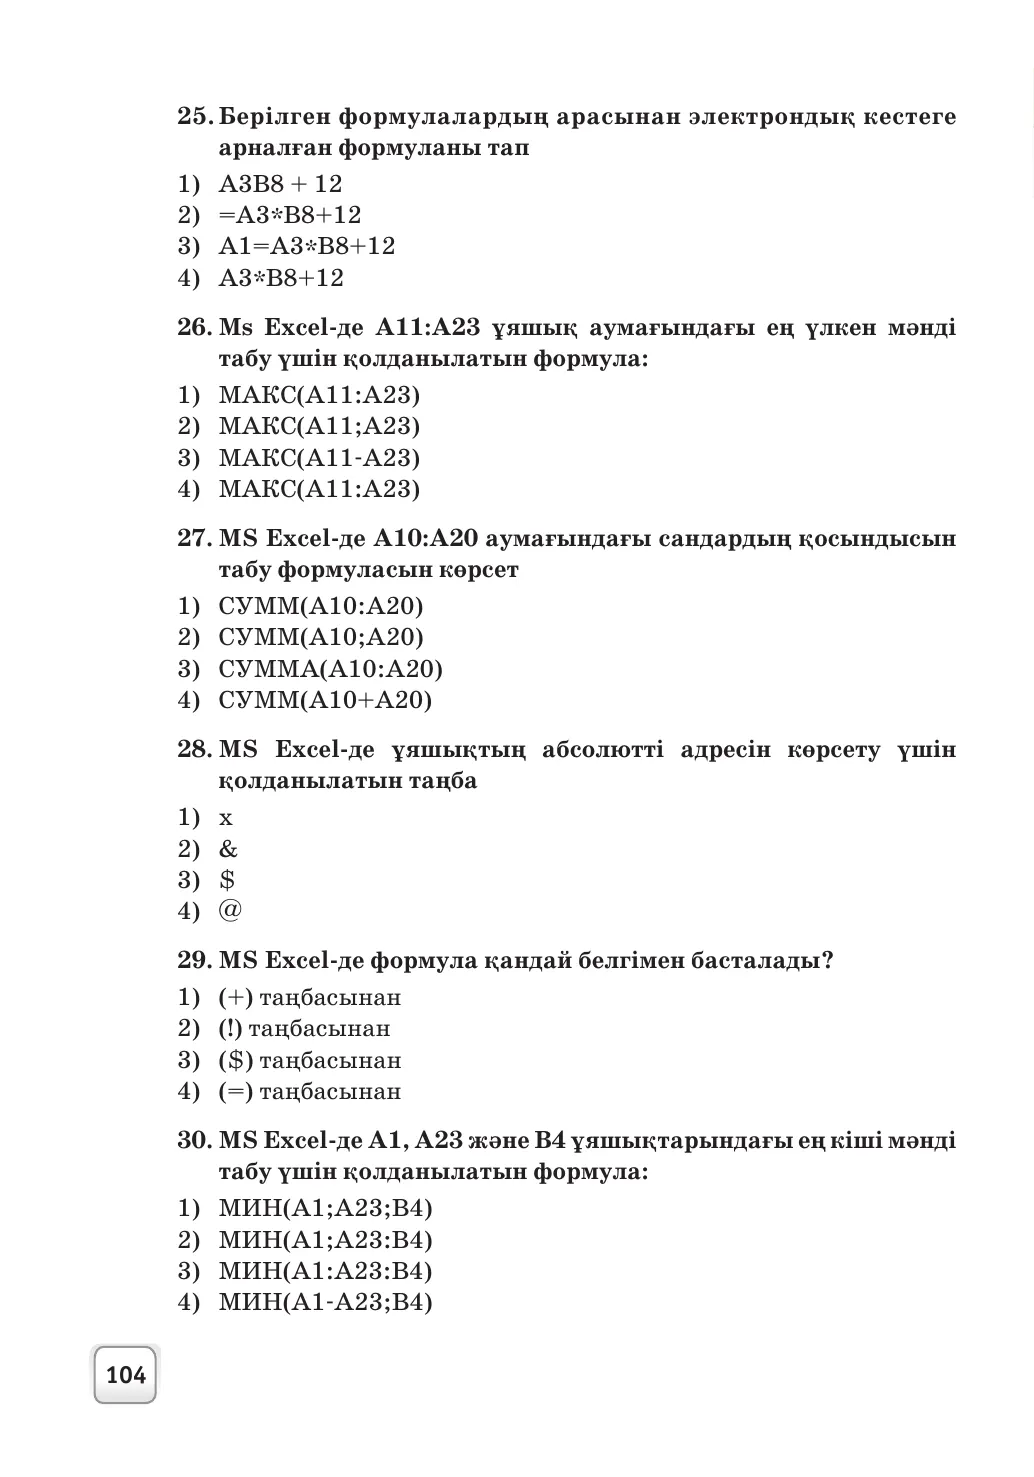 25. Берілген формулалардың арасынан электрондық кестеге
арналған формуланы тап
1) A3B8 + 12
2) =A3*B8+12
3) A1=A3*B8+12
4) A3*B8+12
26. Ms Excel-де A11:A23 ұяшық аумағындағы ең үлкен мәнді
табу үшін қолданылатын формула:
1) МАКС(A11:A23)
2) МАКС(A11;A23)
3) МАКС(A11-A23)
4) МАКС(A11:A23)
27. MS Excel-де A10:A20 аумағындағы сандардың қосындысын
табу формуласын көрсет
1) СУММ(A10:A20)
2) СУММ(A10;A20)
3) СУММА(A10:A20)
4) СУММ(A10+A20)
28. MS Excel-де ұяшықтың абсолютті адресін көрсету үшін
қолданылатын таңба
1) x
2) &
3) $
4) @
29. MS Excel-де формула қандай белгімен басталады?
1) (+) таңбасынан
2) (!) таңбасынан
3) ($) таңбасынан
4) (=) таңбасынан
30. MS Excel-де A1, A23 және B4 ұяшықтарындағы ең кіші мәнді
табу үшін қолданылатын формула:
1) МИН(A1;A23;B4)
2) МИН(A1;A23:B4)
3) МИН(A1:A23:B4)
4) МИН(A1-A23;B4)
104